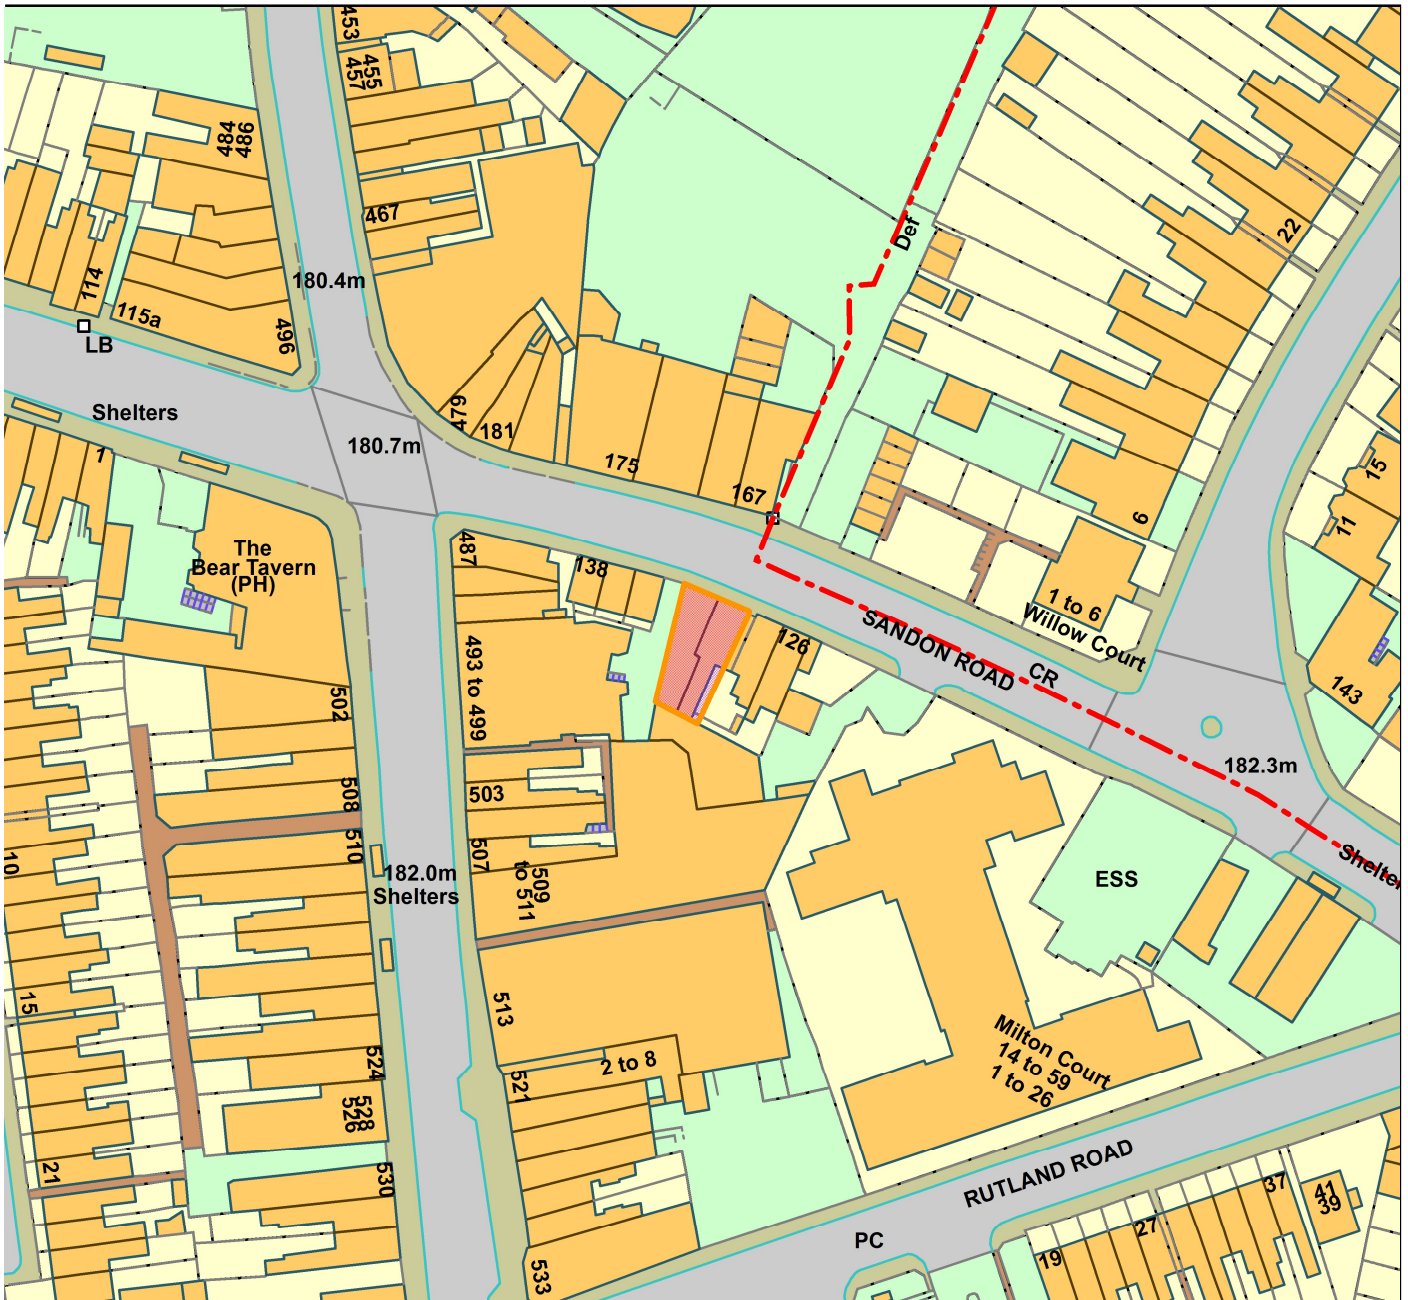 453
455
457
484
486
467
22
Def
114
115a
180.4m
496
LB
Shelters
479
181
180.7m
175
167
1
15
11
6
The
Bear Tavern
(PH)
487
138
1 to 6
Willow Court
126
SANDON ROAD
CR
143
493 to 499
502
182.3m
503
508
510
507
509
to 511
182.0m
Shelters
10
ESS
Shelte
15
513
Milton Court
14 to 59
1 to 26
2 to 8
524
521
528
526
21
530
RUTLAND ROAD
37
41
39
27
19
PC
533